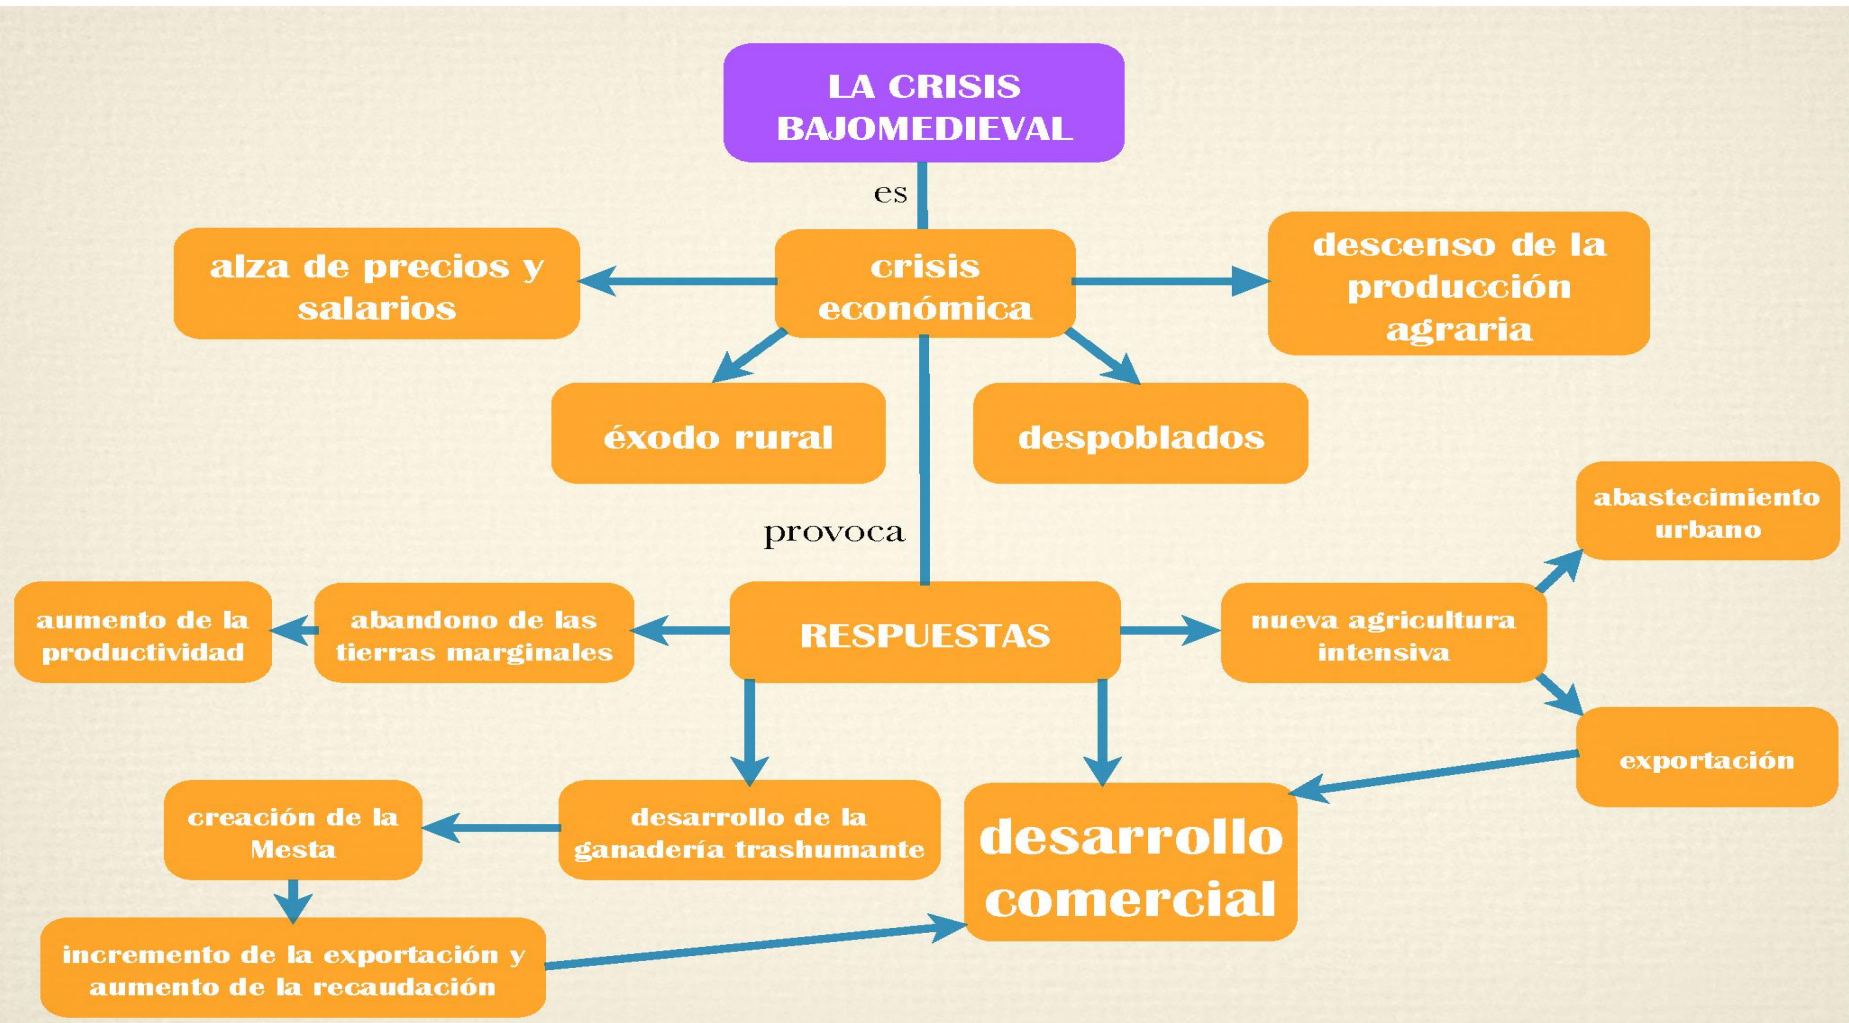 LA CRISIS
BAJOMEDIEVAL
es
alza de precios y
salarios
crisis
económica
descenso de la
producción
agraria
éxodo rural
despoblados
provoca
abastecimiento
urbano
aumento de la
productividad
abandono de las
tierras marginales
RESPUESTAS
nueva agricultura
intensiva
exportación
creación de la
Mesta
desarrollo de la
ganadería trashumante
desarrollo
comercial
incremento de la exportación y
aumento de la recaudación